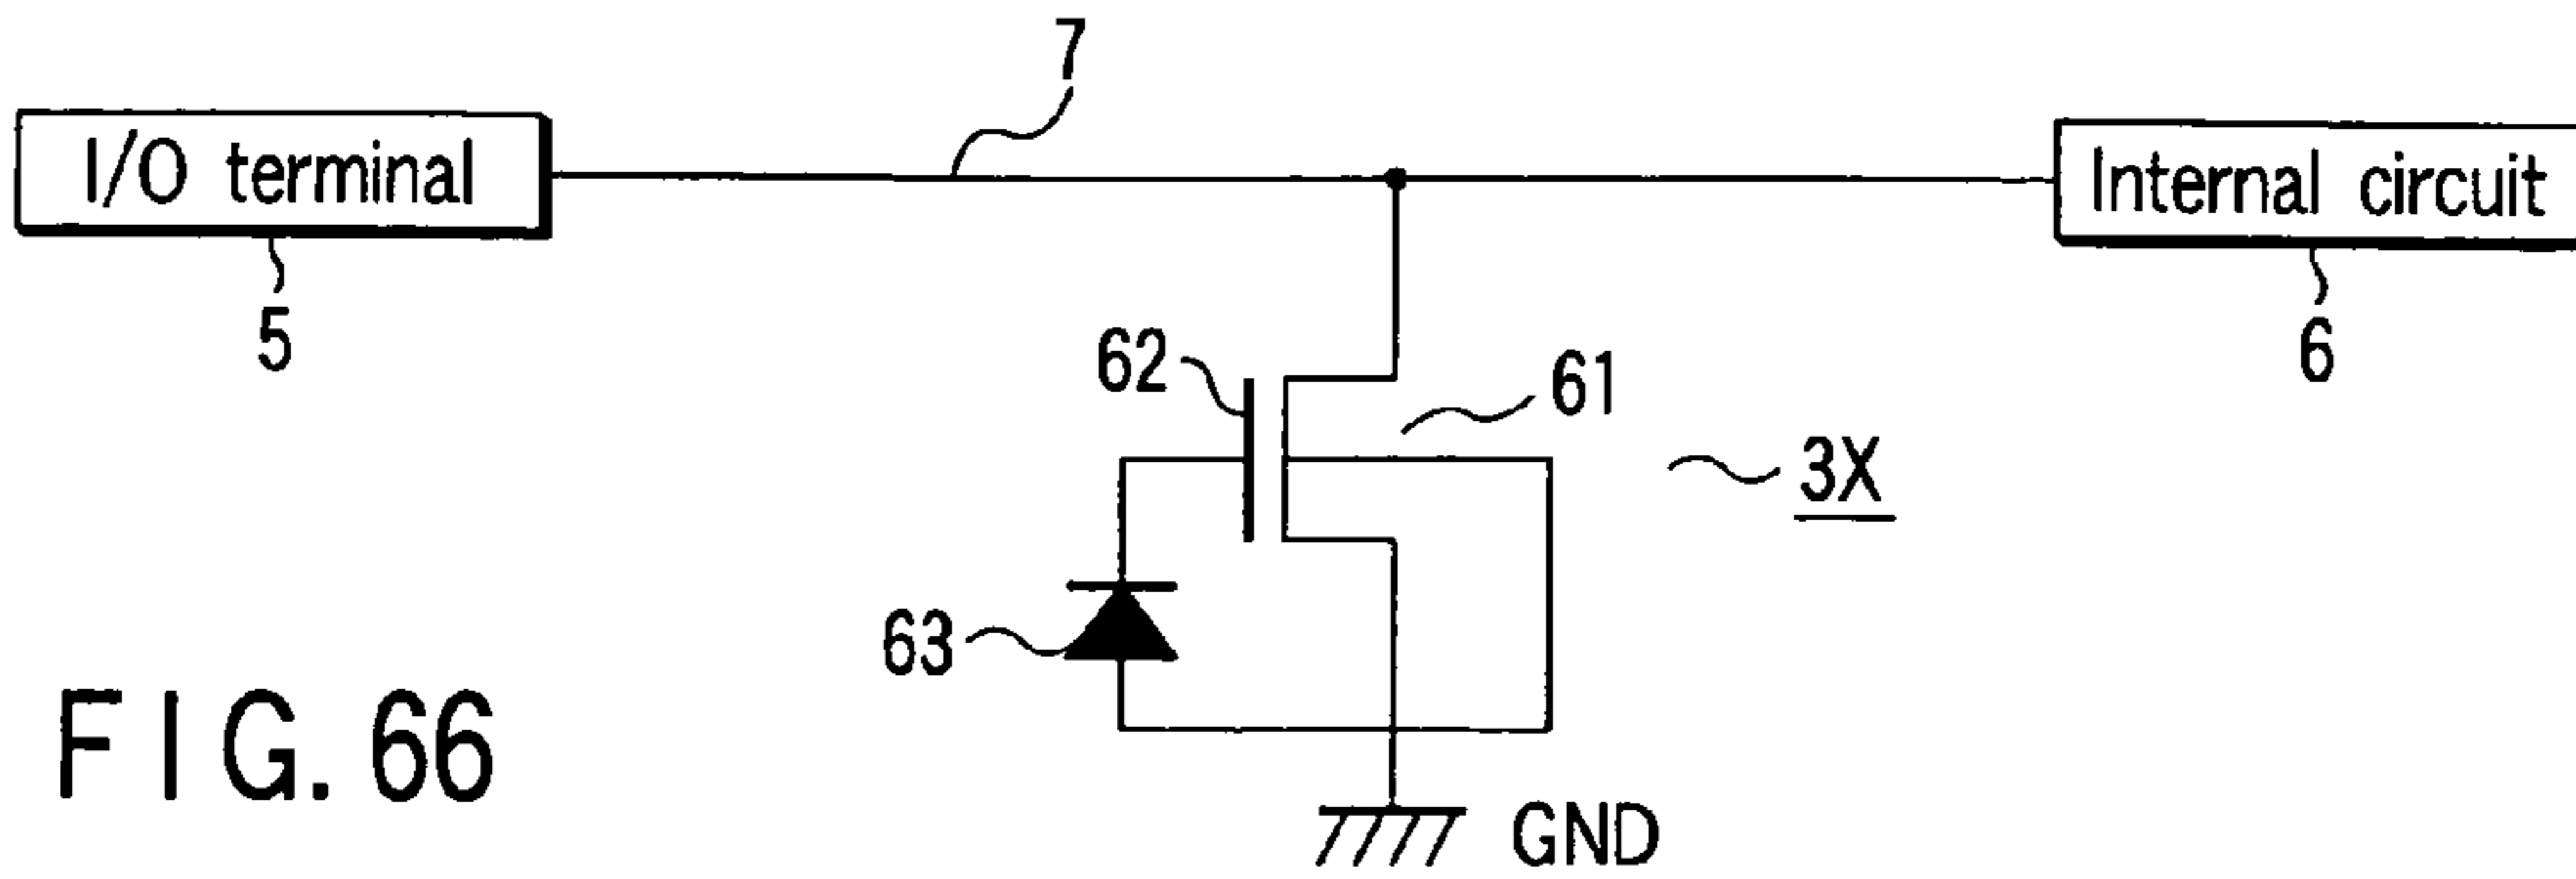 7
I/O terminal
Internal circuit
5
6
62
61
3X
63
FIG. 66
GND